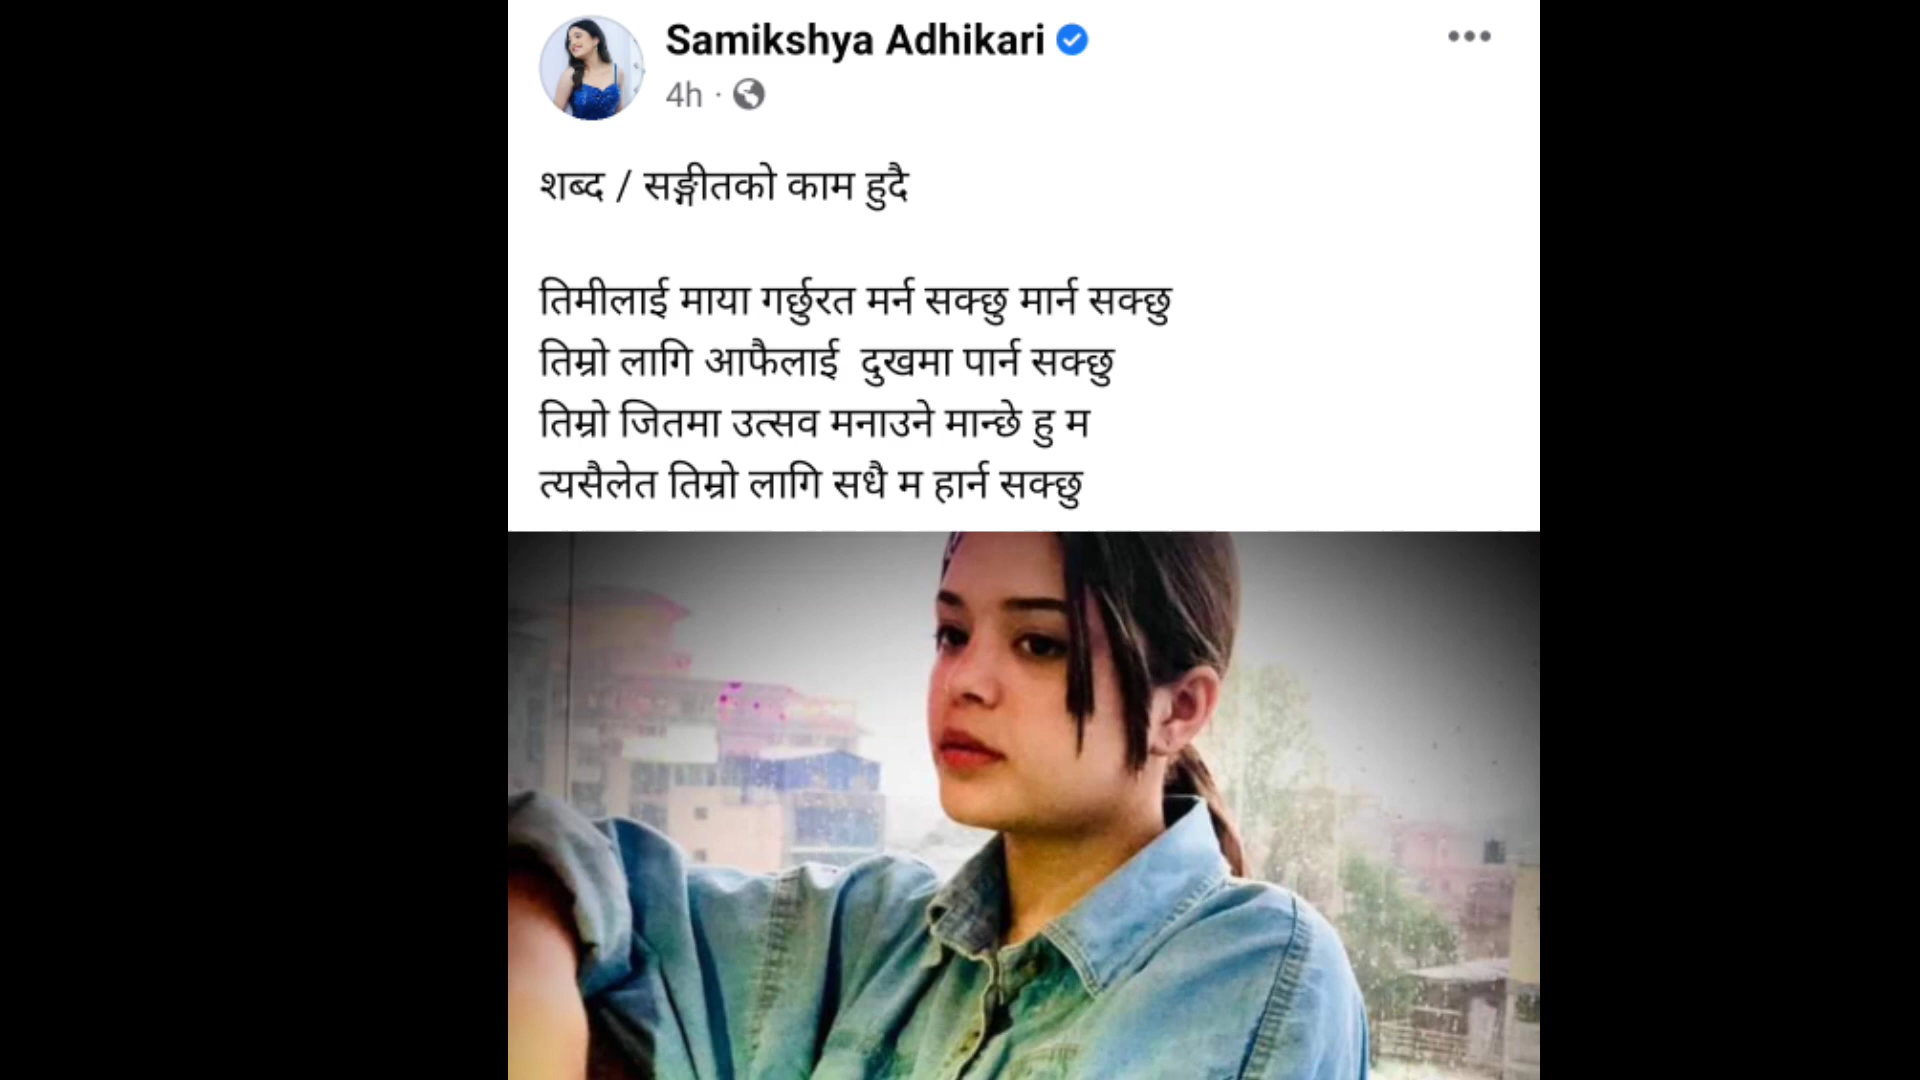 Samikshya Adhikari
4h ·
शब्द / सङ्गीतको काम हुदै
तिमीलाई माया गर्छुरत मर्न सक्छु मार्न सक्छु
तिम्रो लागि आफैलाई दुखमा पार्न सक्छु
तिम्रो जितमा उत्सव मनाउने मान्छे हु म
त्यसैलेत तिम्रो लागि सधै म हार्न सक्छु